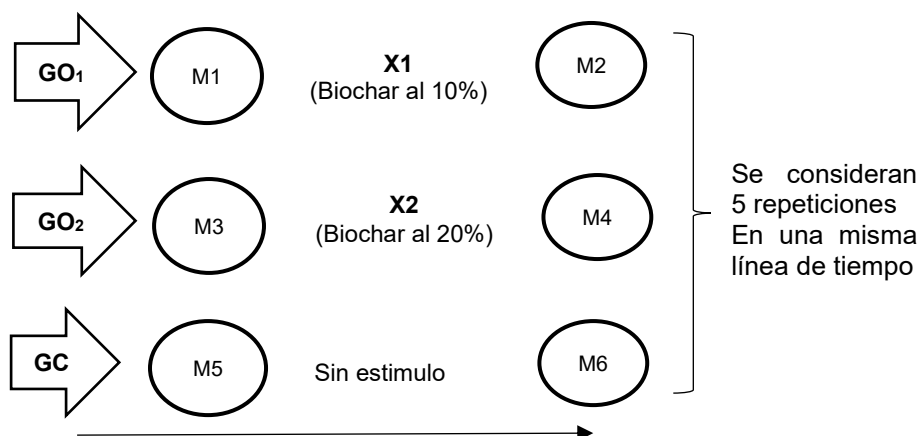 GO1
M1
X1
(Biochar al 10%)
M2
GO2
M3
X2
(Biochar al 20%)
M4
GC
M5
Sin estimulo
M6
Se consideran
5 repeticiones
En una misma
línea de tiempo